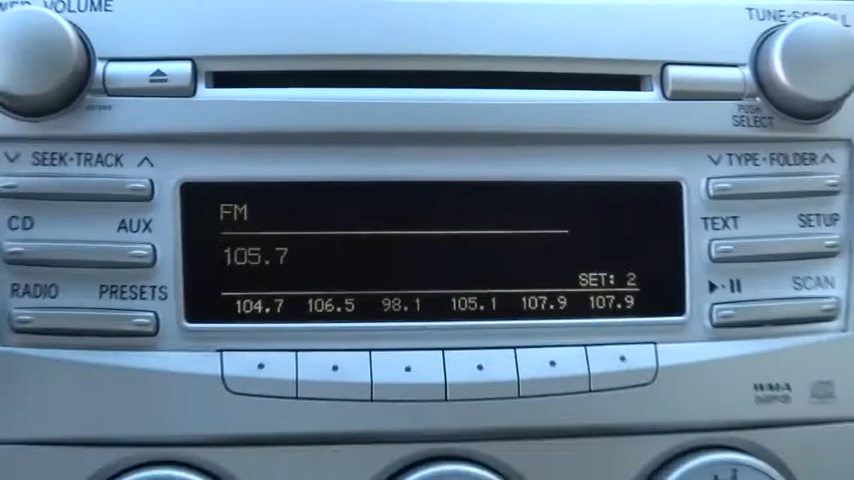 VOLUME
TUNE·SCROLL
PUSH
SELECT
SEEK·TRACK
TYPE·FOLDER
CD
AUX
TEXT
SETUP
RADIO
PRESETS
SCAN
FM
105.7
SET: 2
104.7 106.5 98.1 105.1 107.9 107.9
WMA
MP3